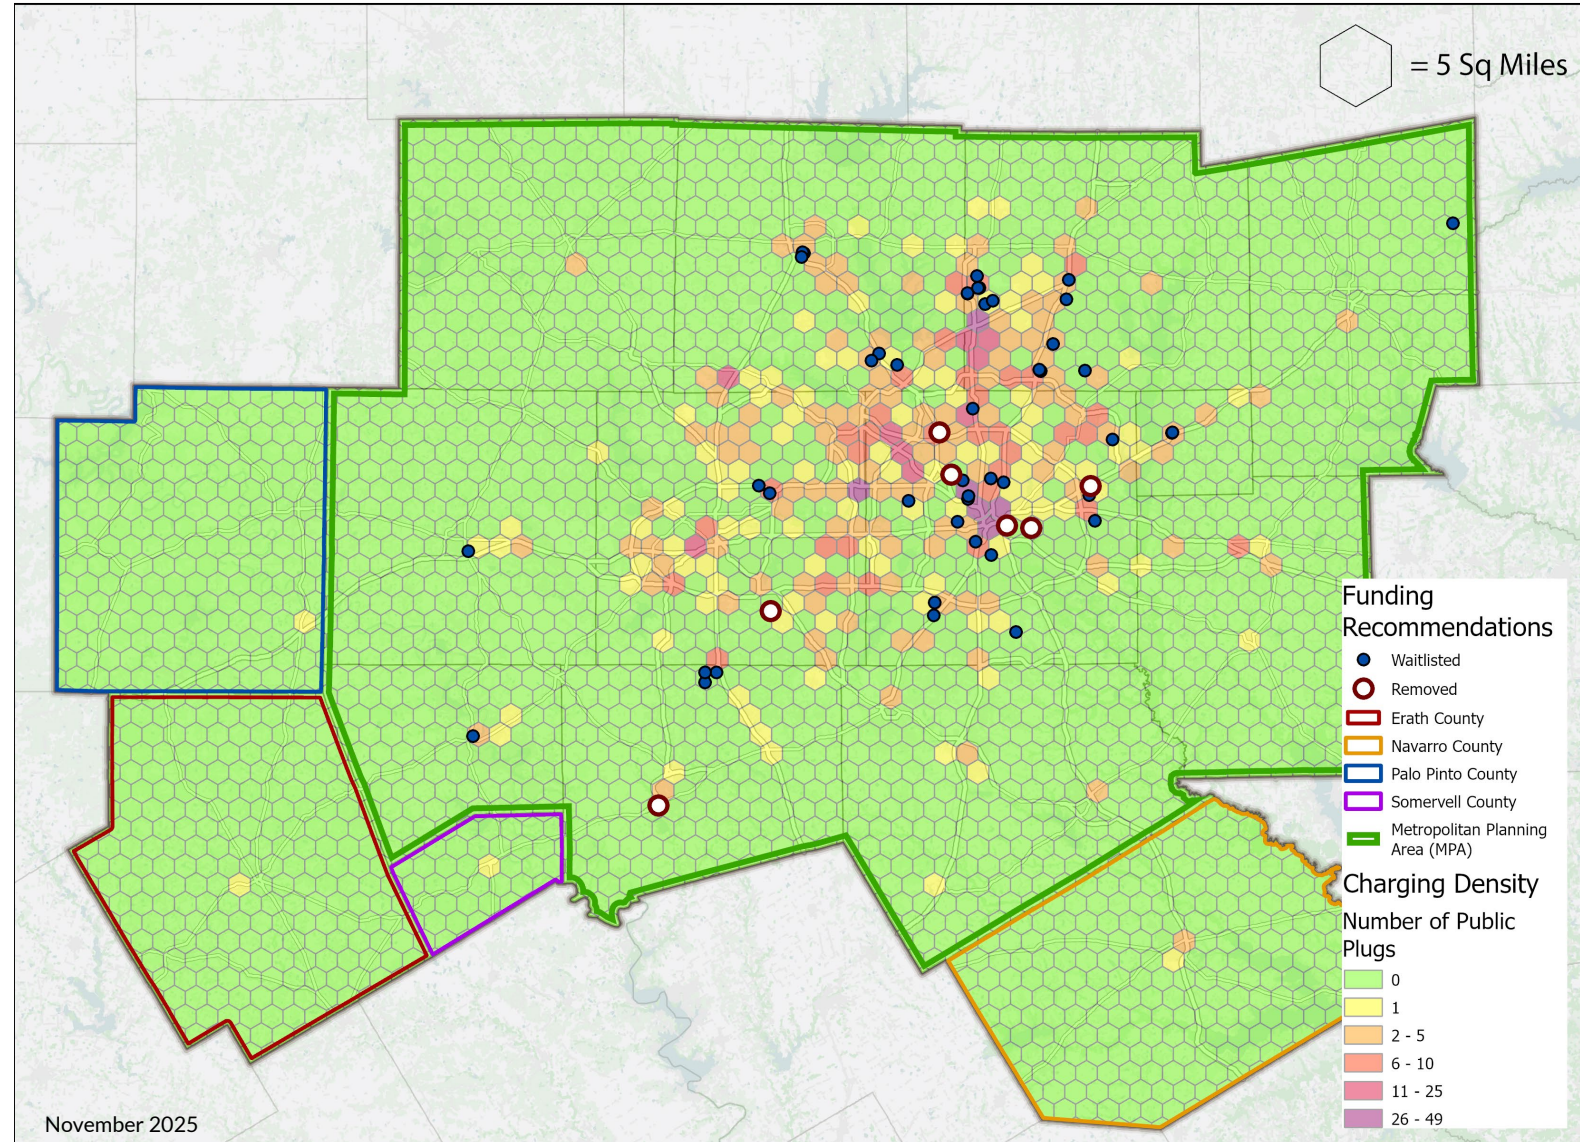 = 5 Sq Miles
Funding
Recommendations
Waitlisted
Removed
Erath County
Navarro County
Palo Pinto County
Somervell County
Metropolitan Planning
Area (MPA)
Charging Density
Number of Public
Plugs
0
1
2 - 5
6 - 10
11 - 25
26 - 49
November 2025